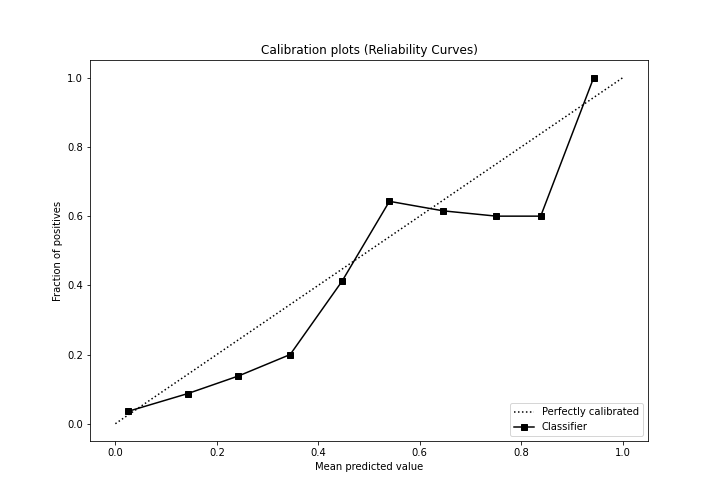 Calibration plots (Reliability Curves)
1.0
0.8
0.6
0.4
0.2
0.0
Fraction of positives
Perfectly calibrated
Classifier
0.0 0.2 0.4 0.6 0.8 1.0
Mean predicted value